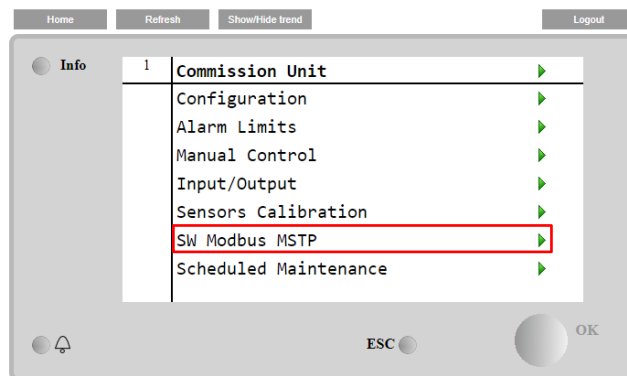 Home Refresh Show/Hide trend Logout
Info 1 Commission Unit
Configuration
Alarm Limits
Manual Control
Input/Output
Sensors Calibration
SW Modbus MSTP
Scheduled Maintenance
ESC OK